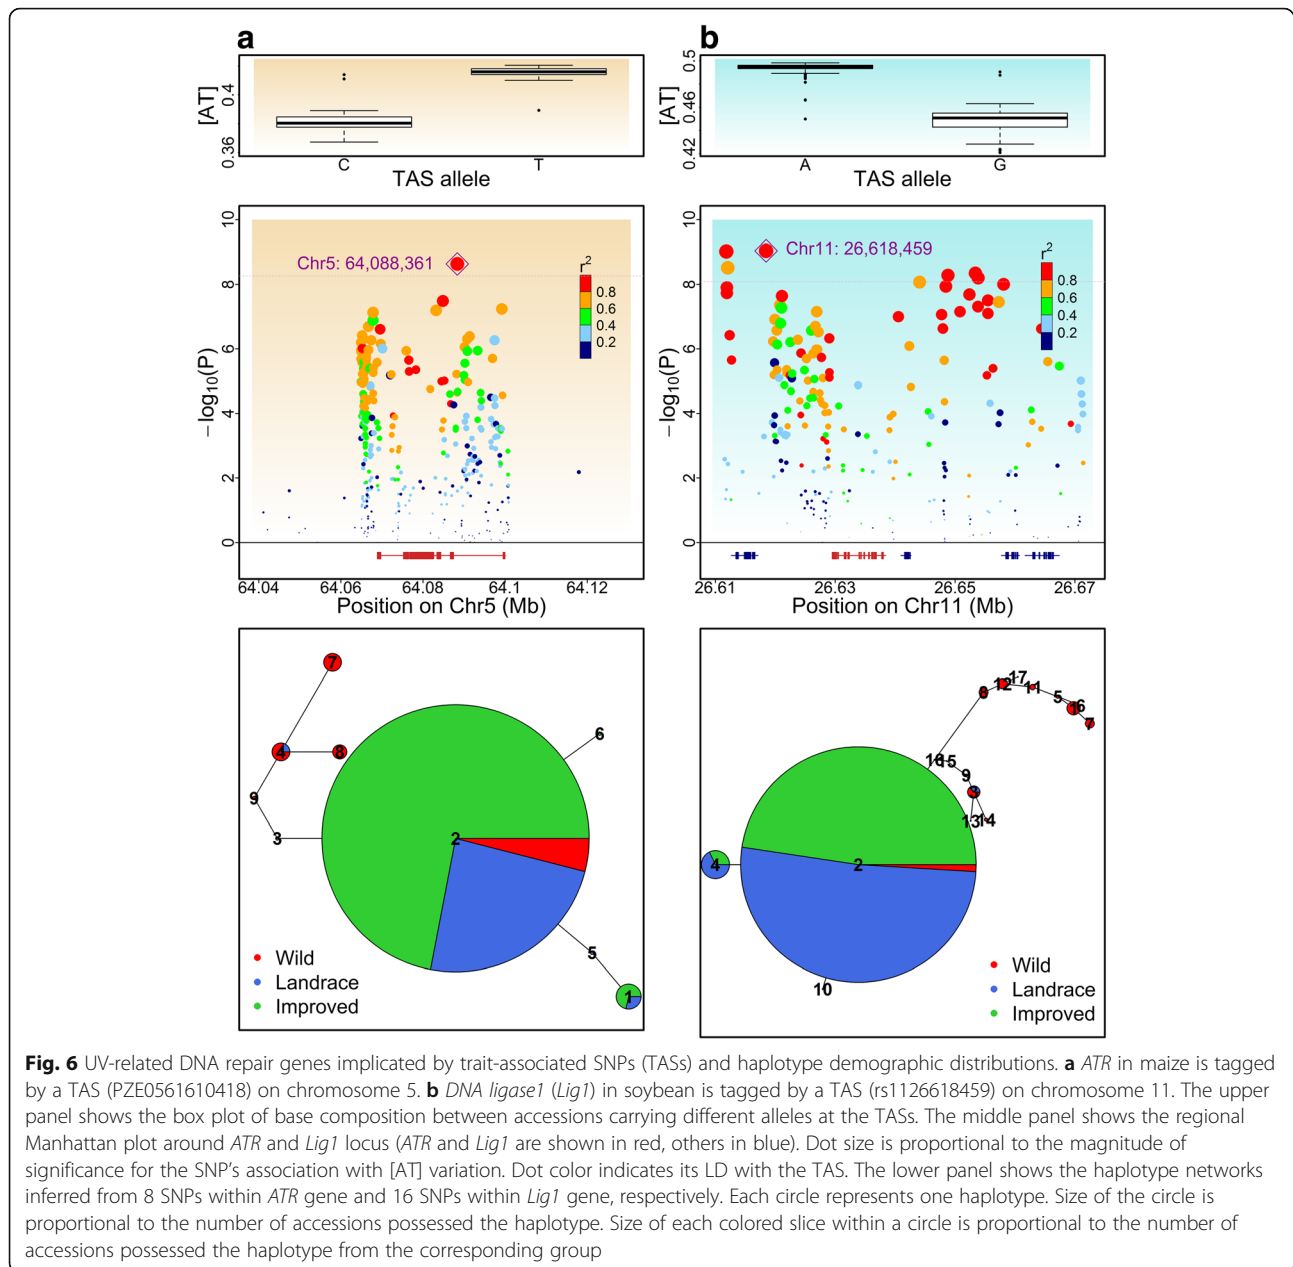 a
b
[AT]
0.36
0.4
C
T
TAS allele
[AT]
0.42
0.46
0.5
A
G
TAS allele
−log10(P)
0
2
4
6
8
10
Chr5: 64,088,361
r2
0.8
0.6
0.4
0.2
64.04
64.06
64.08
64.1
64.12
Position on Chr5 (Mb)
−log10(P)
0
2
4
6
8
10
Chr11: 26,618,459
r2
0.8
0.6
0.4
0.2
26.61
26.63
26.65
26.67
Position on Chr11 (Mb)
7
4
8
9
3
2
6
5
1
Wild
Landrace
Improved
8
12
17
11
5
6
7
15
9
13
14
4
2
10
Wild
Landrace
Improved
Fig. 6 UV-related DNA repair genes implicated by trait-associated SNPs (TASs) and haplotype demographic distributions. a ATR in maize is tagged
by a TAS (PZE0561610418) on chromosome 5. b DNA ligase1 (Lig1) in soybean is tagged by a TAS (rs1126618459) on chromosome 11. The upper
panel shows the box plot of base composition between accessions carrying different alleles at the TASs. The middle panel shows the regional
Manhattan plot around ATR and Lig1 locus (ATR and Lig1 are shown in red, others in blue). Dot size is proportional to the magnitude of
significance for the SNP's association with [AT] variation. Dot color indicates its LD with the TAS. The lower panel shows the haplotype networks
inferred from 8 SNPs within ATR gene and 16 SNPs within Lig1 gene, respectively. Each circle represents one haplotype. Size of the circle is
proportional to the number of accessions possessed the haplotype. Size of each colored slice within a circle is proportional to the number of
accessions possessed the haplotype from the corresponding group